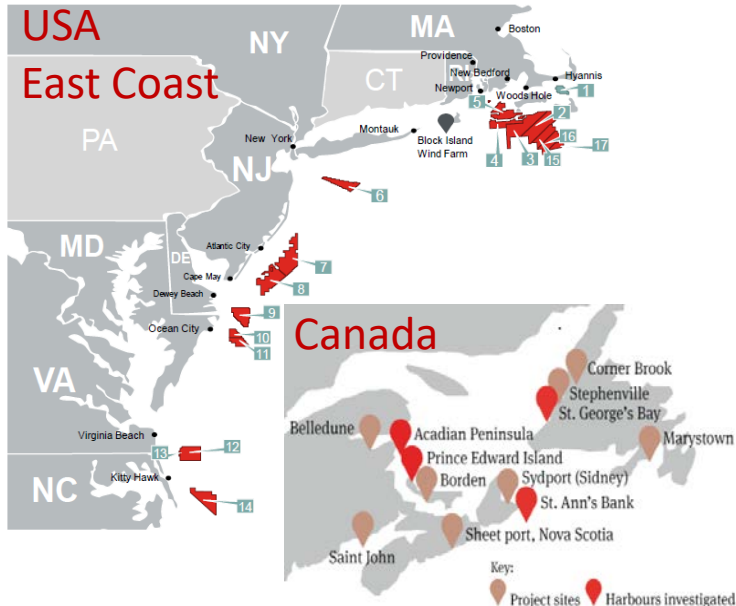 USA
East Coast
NY
MA
Boston
Providence
New Bedford
Hyannis
CT
RI
Newport
Woods Hole
1
5
2
PA
New York
Montauk
Block Island
Wind Farm
4
3
15
16
17
NJ
6
MD
DE
Atlantic City
7
Cape May
8
Dewey Beach
9
Ocean City
10
11
VA
Virginia Beach
13
12
NC
Kitty Hawk
14
Canada
Corner Brook
Stephenville
St. George's Bay
Belledune
Acadian Peninsula
Marystown
Prince Edward Island
Borden
Sydport (Sidney)
St. Ann's Bank
Saint John
Sheet port, Nova Scotia
Key:
Project sites
Harbours investigated